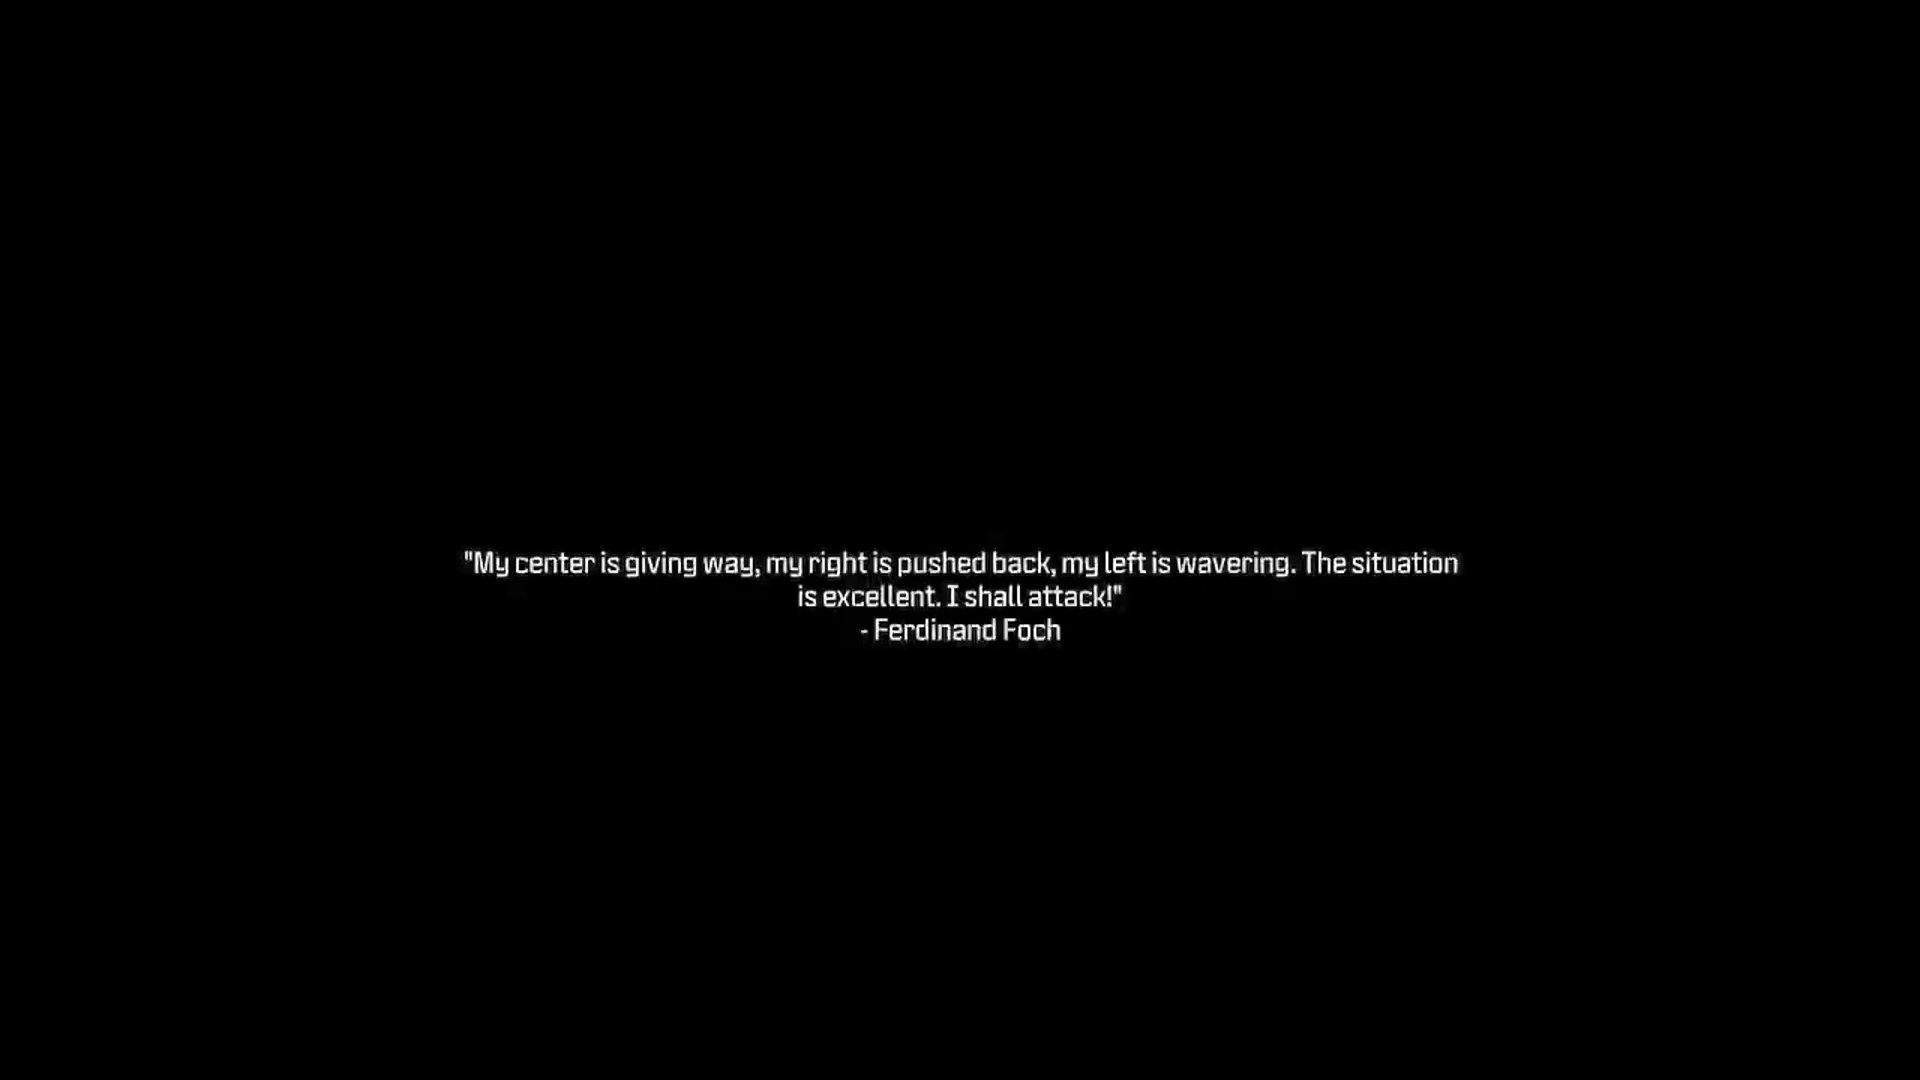 "My center is giving way, my right is pushed back, my left is wavering. The situation
is excellent. I shall attack!"
- Ferdinand Foch